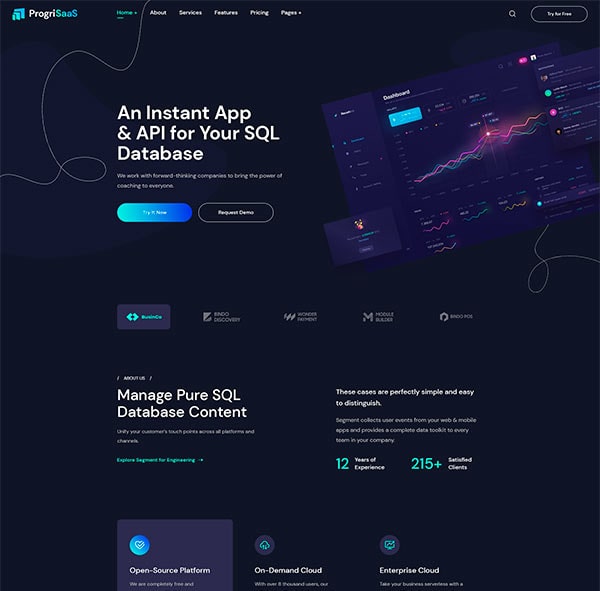 ProgriSaaS
Home + About Services Features Pricing Pages +
Try for Free
An Instant App
& API for Your SQL
Database
We work with forward-thinking companies to bring the power of
coaching to everyone.
Try It Now
Request Demo
Dashboard
BusinCo
BINDO
DISCOVERY
WONDER
PAYMENT
MODULE
BUILDER
BINDO POS
/ ABOUT US /
Manage Pure SQL
Database Content
Unify your customer's touch points across all platforms and
channels.
Explore Segment for Engineering
These cases are perfectly simple and easy
to distinguish.
Segment collects user events from your web & mobile
apps and provides a complete data toolkit to every
team in your company.
12 Years of
Experience
215+ Satisfied
Clients
Open-Source Platform
We are completely free and
On-Demand Cloud
With over 8 thousand users, our
Enterprise Cloud
Take your business serverless with a